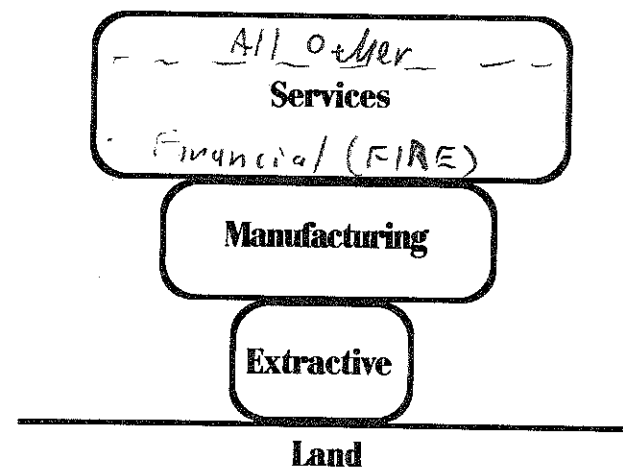 All Other
Services
Financial (FIRE)
Manufacturing
Extractive
Land